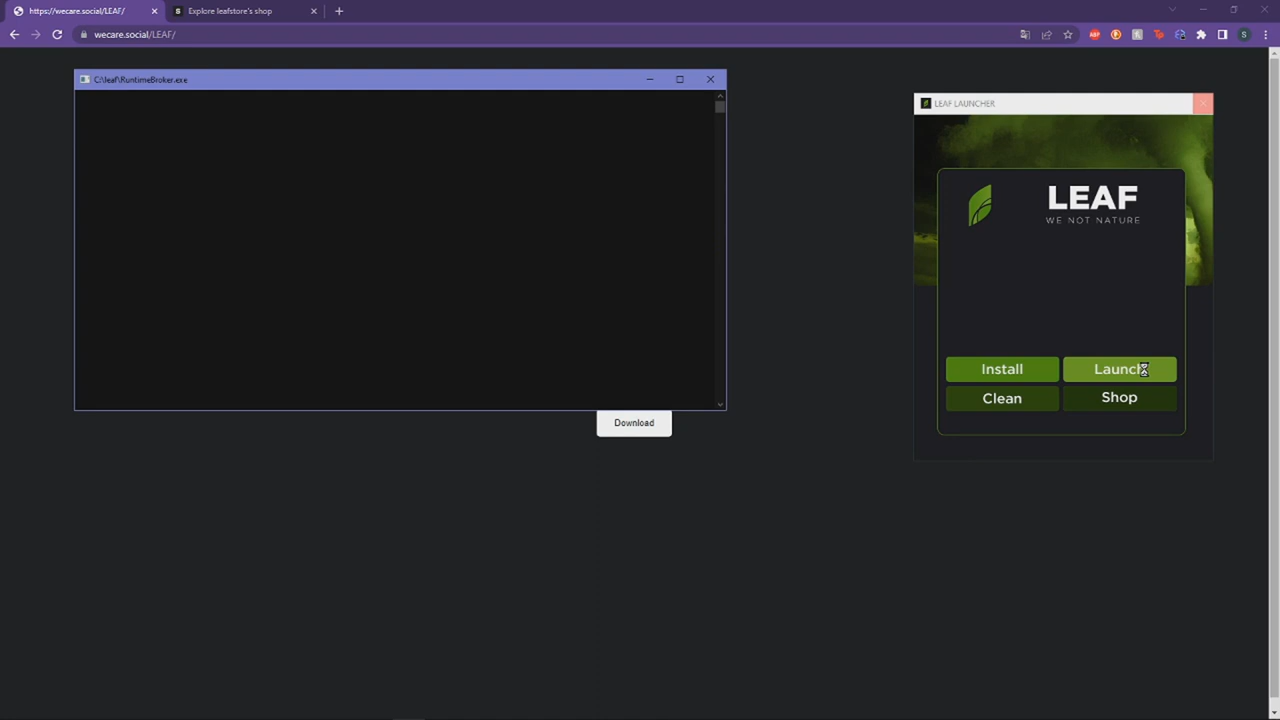 https://wecare.social/LEAF/
Explore leafstore's shop
wecare.social/LEAF/
C:\leaf\RuntimeBroker.exe
LEAF LAUNCHER
LEAF
WE NOT NATURE
Install
Launch
Clean
Shop
Download